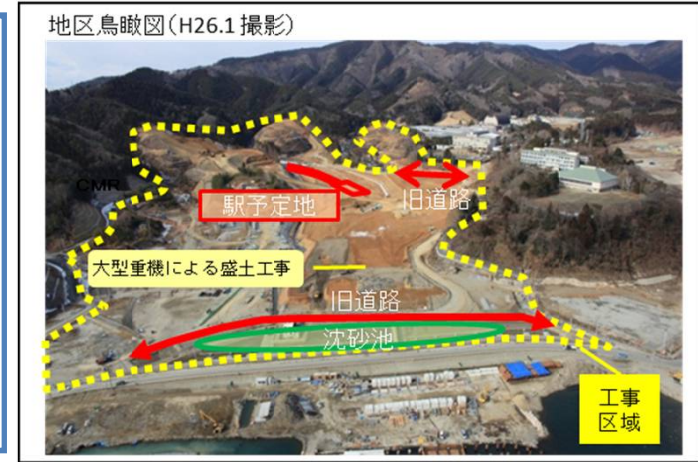 地区鳥瞰図(H26.1撮影)
CMR
駅予定地
旧道路
大型重機による盛土工事
旧道路
沈砂池
工事
区域